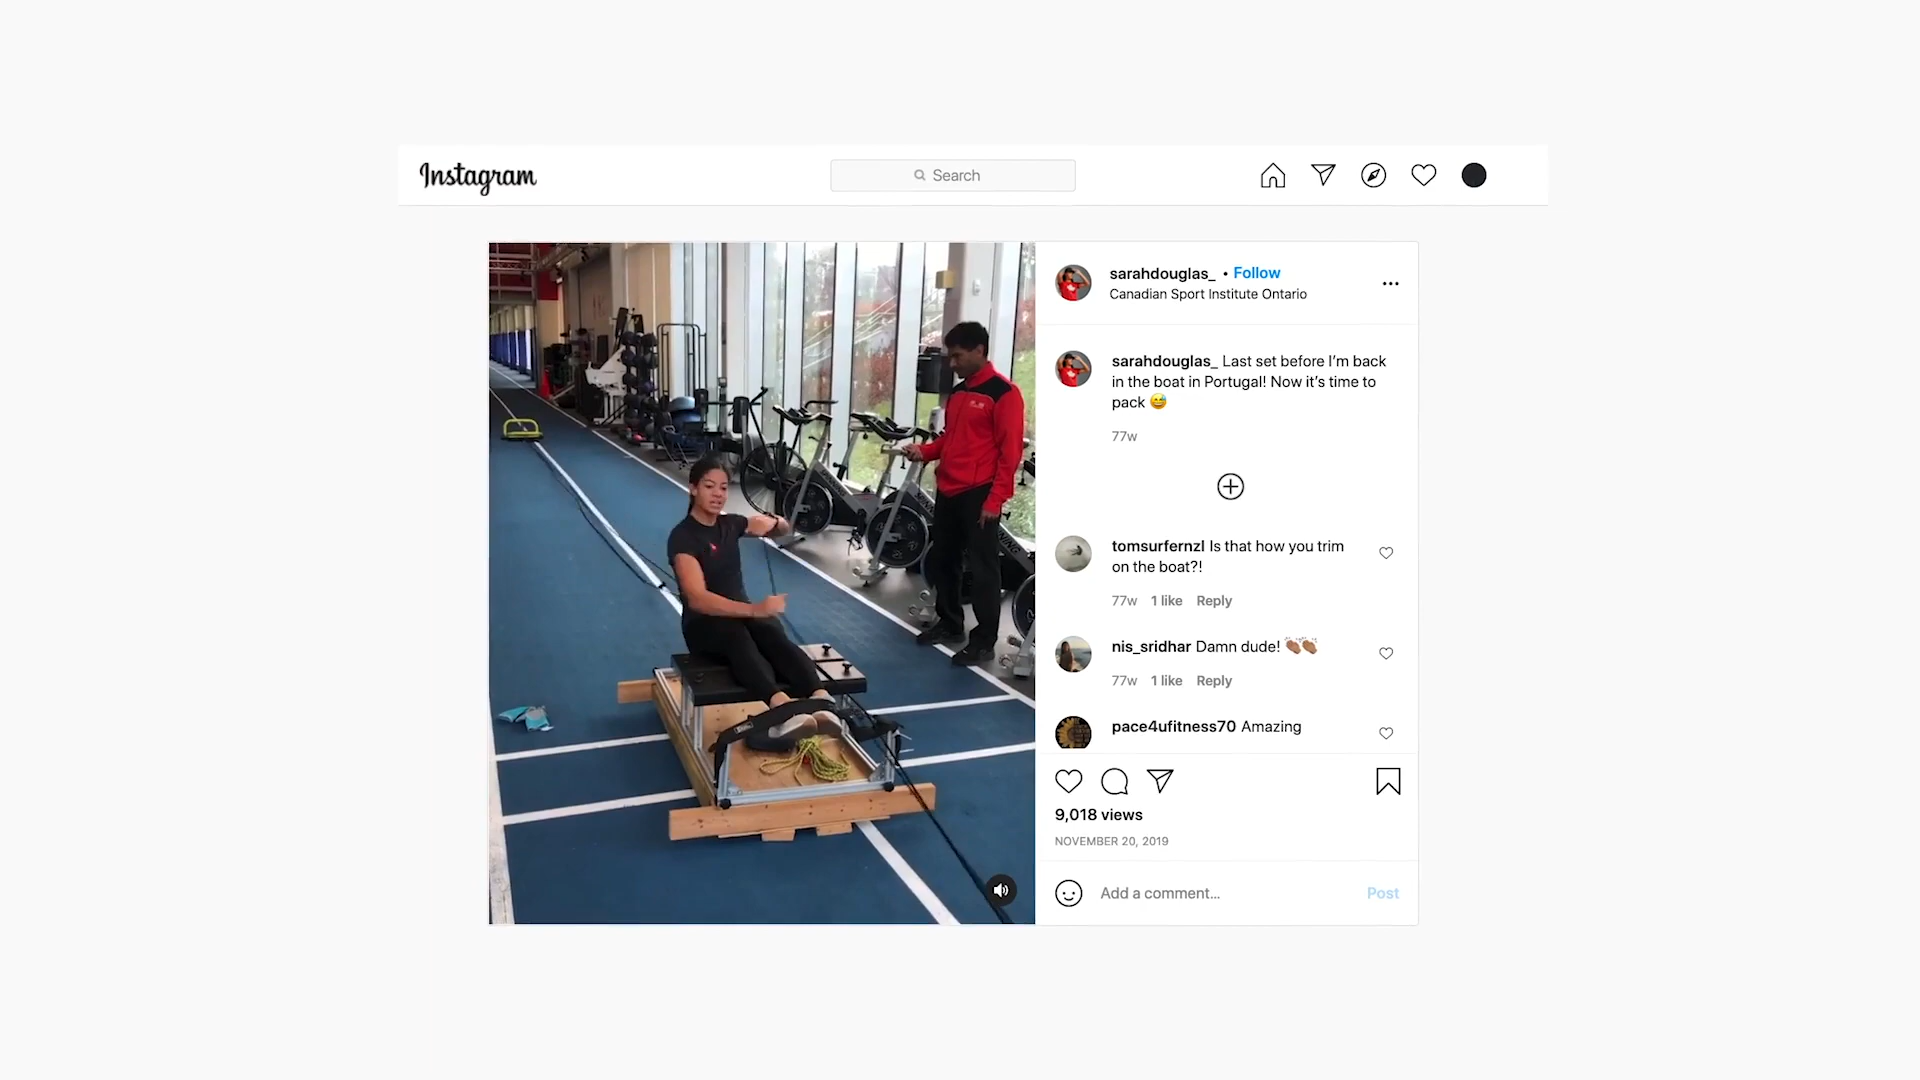 Instagram
Search
sarahdouglas_ • Follow
Canadian Sport Institute Ontario
sarahdouglas_ Last set before I’m back
in the boat in Portugal! Now it’s time to
pack 😅
77w
tomsurfernzl Is that how you trim
on the boat?!
77w 1 like Reply
nis_sridhar Damn dude! 👏🏾👏🏾
77w 1 like Reply
pace4ufitness70 Amazing
9,018 views
NOVEMBER 20, 2019
Add a comment...
Post